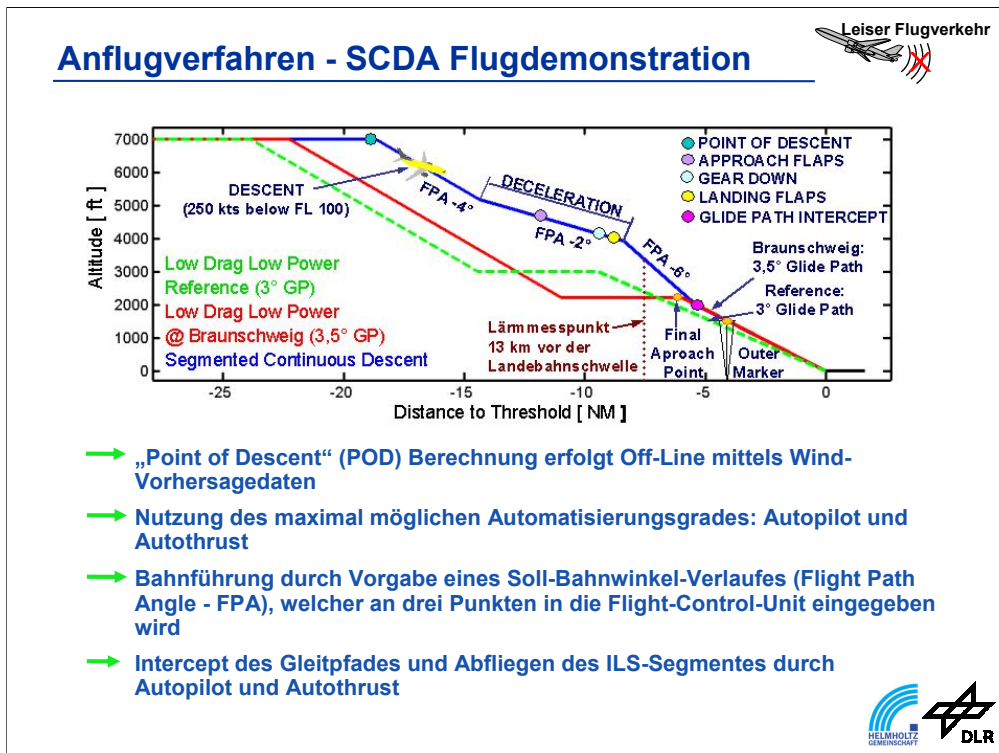 Leiser Flugverkehr
Anflugverfahren - SCDA Flugdemonstration
Altitude [ ft ]
7000
6000
5000
4000
3000
2000
1000
0
DESCENT
(250 kts below FL 100)
FPA -4°
DECELERATION
FPA -2°
FPA -6°
POINT OF DESCENT
APPROACH FLAPS
GEAR DOWN
LANDING FLAPS
GLIDE PATH INTERCEPT
Braunschweig:
3,5° Glide Path
Reference:
3° Glide Path
Low Drag Low Power
Reference (3° GP)
Low Drag Low Power
@ Braunschweig (3,5° GP)
Segmented Continuous Descent
Lärmmesspunkt
13 km vor der
Landebahnschwelle
Final
Aproach
Point
Outer
Marker
-25 -20 -15 -10 -5 0
Distance to Threshold [ NM ]
„Point of Descent“ (POD) Berechnung erfolgt Off-Line mittels Wind-
Vorhersagedaten
Nutzung des maximal möglichen Automatisierungsgrades: Autopilot und
Autothrust
Bahnführung durch Vorgabe eines Soll-Bahnwinkel-Verlaufes (Flight Path
Angle - FPA), welcher an drei Punkten in die Flight-Control-Unit eingegeben
wird
Intercept des Gleitpfades und Abfliegen des ILS-Segmentes durch
Autopilot und Autothrust
HELMHOLTZ
GEMEINSCHAFT
DLR